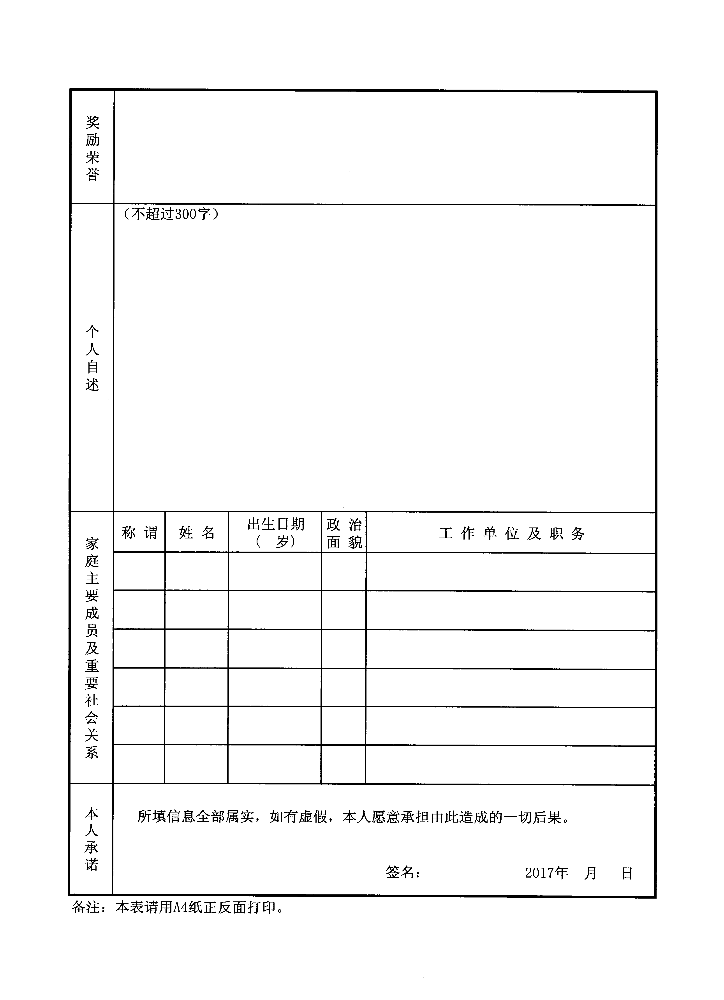 奖励荣誉
（不超过300字）
个人自述
家庭主要成员及重要社会关系
称 谓 姓 名 出生日期 政 治 工 作 单 位 及 职 务
( 岁) 面 貌
本人承诺
所填信息全部属实，如有虚假，本人愿意承担由此造成的一切后果。
签名： 2017年 月 日
备注：本表请用A4纸正反面打印。